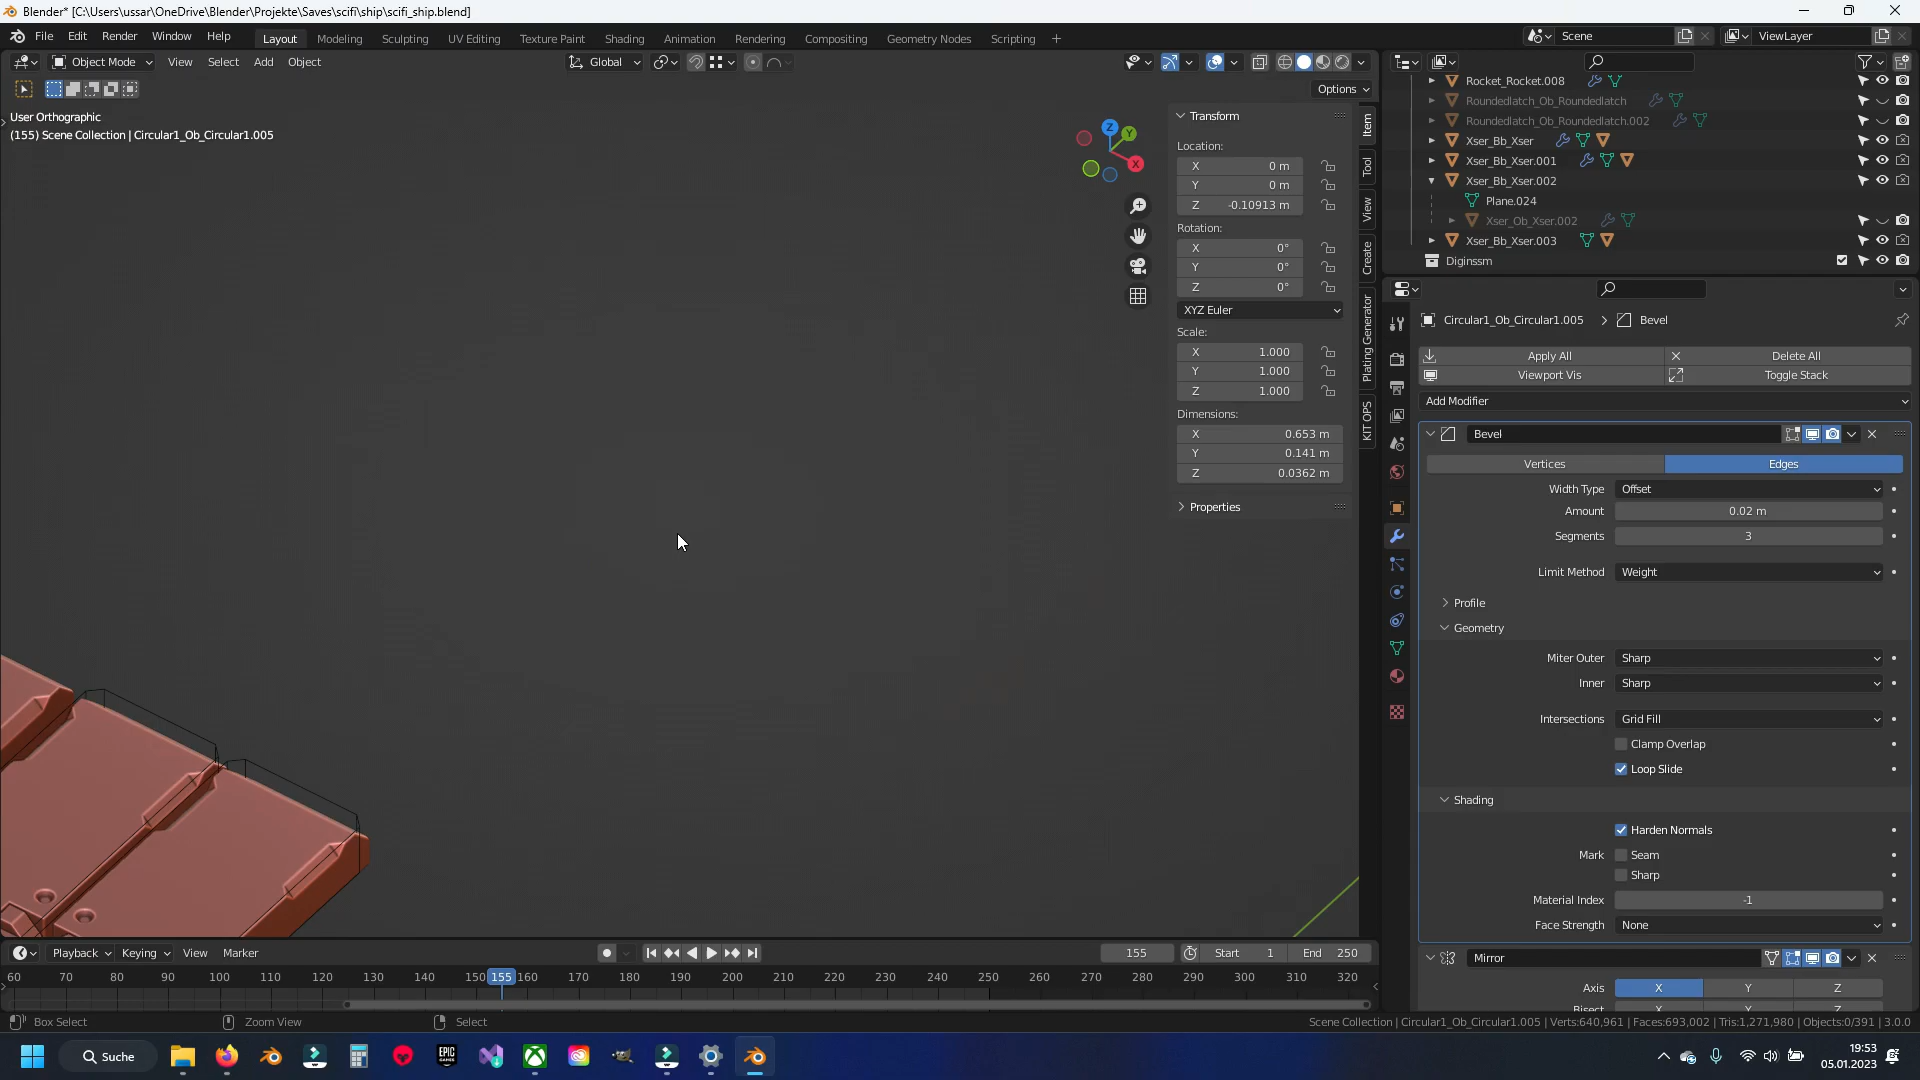 Blender* [C:\Users\ussar\OneDrive\Blender\Projekte\Saves\scifi\ship\scifi_ship.blend]
File Edit Render Window Help Layout Modeling Sculpting UV Editing Texture Paint Shading Animation Rendering Compositing Geometry Nodes Scripting + Scene ViewLayer
Object Mode View Select Add Object Global
Options
User Orthographic
(155) Scene Collection | Circular1_Ob_Circular1.005
Z Y X
Transform
Location:
X 0 m
Y 0 m
Z -0.10913 m
Rotation:
X 0°
Y 0°
Z 0°
XYZ Euler
Scale:
X 1.000
Y 1.000
Z 1.000
Dimensions:
X 0.653 m
Y 0.141 m
Z 0.0362 m
Properties
Item
Tool
View
Create
Plating Generator
KIT OPS
Rocket_Rocket.008
Roundedlatch_Ob_Roundedlatch
Roundedlatch_Ob_Roundedlatch.002
Xser_Bb_Xser
Xser_Bb_Xser.001
Xser_Bb_Xser.002
Plane.024
Xser_Ob_Xser.002
Xser_Bb_Xser.003
Diginssm
Circular1_Ob_Circular1.005 > Bevel
Apply All Delete All
Viewport Vis Toggle Stack
Add Modifier
Bevel
Vertices Edges
Width Type Offset
Amount 0.02 m
Segments 3
Limit Method Weight
Profile
Geometry
Miter Outer Sharp
Inner Sharp
Intersections Grid Fill
Clamp Overlap
Loop Slide
Shading
Harden Normals
Mark Seam
Sharp
Material Index -1
Face Strength None
Mirror
Axis X Y Z
Bisect X Y Z
Playback Keying View Marker 155 Start 1 End 250
60 70 80 90 100 110 120 130 140 150 155 160 170 180 190 200 210 220 230 240 250 260 270 280 290 300 310 320
Box Select Zoom View Select Scene Collection | Circular1_Ob_Circular1.005 | Verts:640,961 | Faces:693,002 | Tris:1,271,980 | Objects:0/391 | 3.0.0
Suche
EPIC GAMES
19:53
05.01.2023